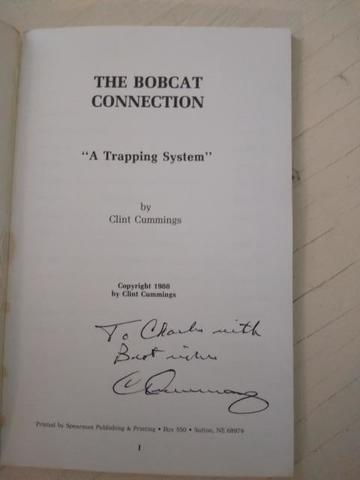 THE BOBCAT
CONNECTION
"A Trapping System"
by
Clint Cummings
Copyright 1988
by Clint Cummings
To Charles with
Best wishes
C Cummings
Printed by Spearman Publishing & Printing • Box 550 • Sutton, NE 68979
1